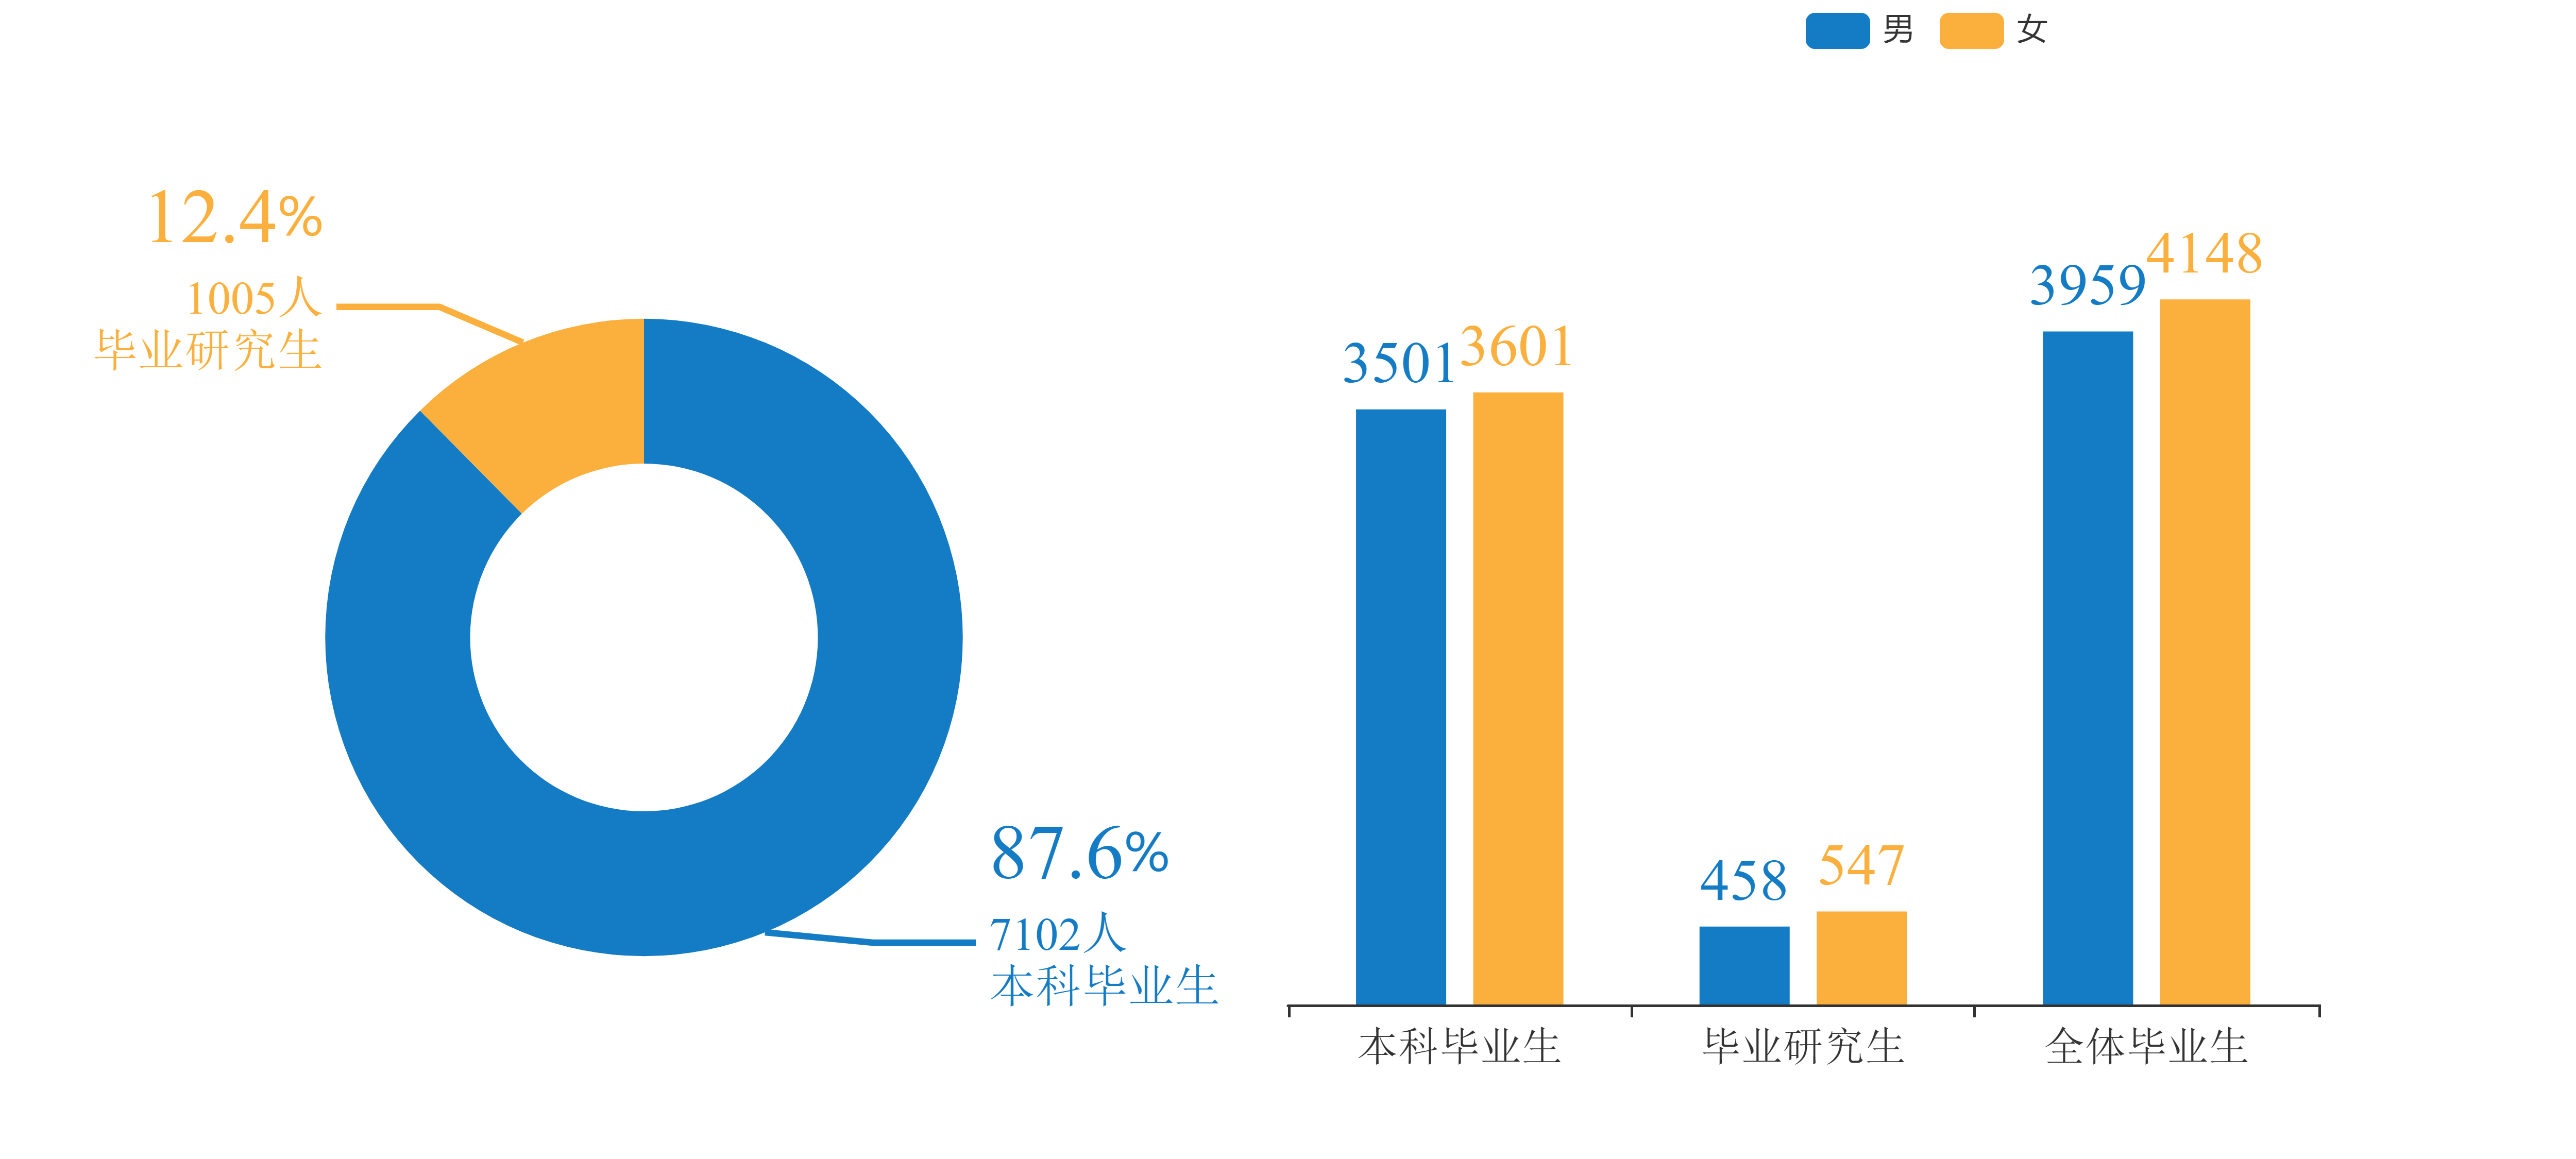 男 女
12.4%
1005人
毕业研究生
87.6%
7102人
本科毕业生
3501 3601
458 547
3959 4148
本科毕业生 毕业研究生 全体毕业生